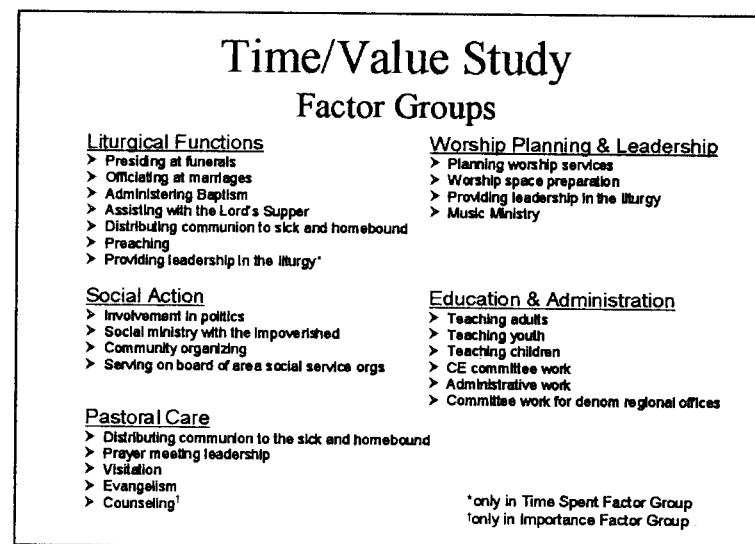 Time/Value Study
Factor Groups
Liturgical Functions
➤ Presiding at funerals
➤ Officiating at marriages
➤ Administering Baptism
➤ Assisting with the Lord's Supper
➤ Distributing communion to sick and homebound
➤ Preaching
➤ Providing leadership in the liturgy*
Social Action
➤ Involvement in politics
➤ Social ministry with the impoverished
➤ Community organizing
➤ Serving on board of area social service orgs
Pastoral Care
➤ Distributing communion to the sick and homebound
➤ Prayer meeting leadership
➤ Visitation
➤ Evangelism
➤ Counseling†
Worship Planning & Leadership
➤ Planning worship services
➤ Worship space preparation
➤ Providing leadership in the liturgy
➤ Music Ministry
Education & Administration
➤ Teaching adults
➤ Teaching youth
➤ Teaching children
➤ CE committee work
➤ Administrative work
➤ Committee work for denom regional offices
*only in Time Spent Factor Group
†only in Importance Factor Group